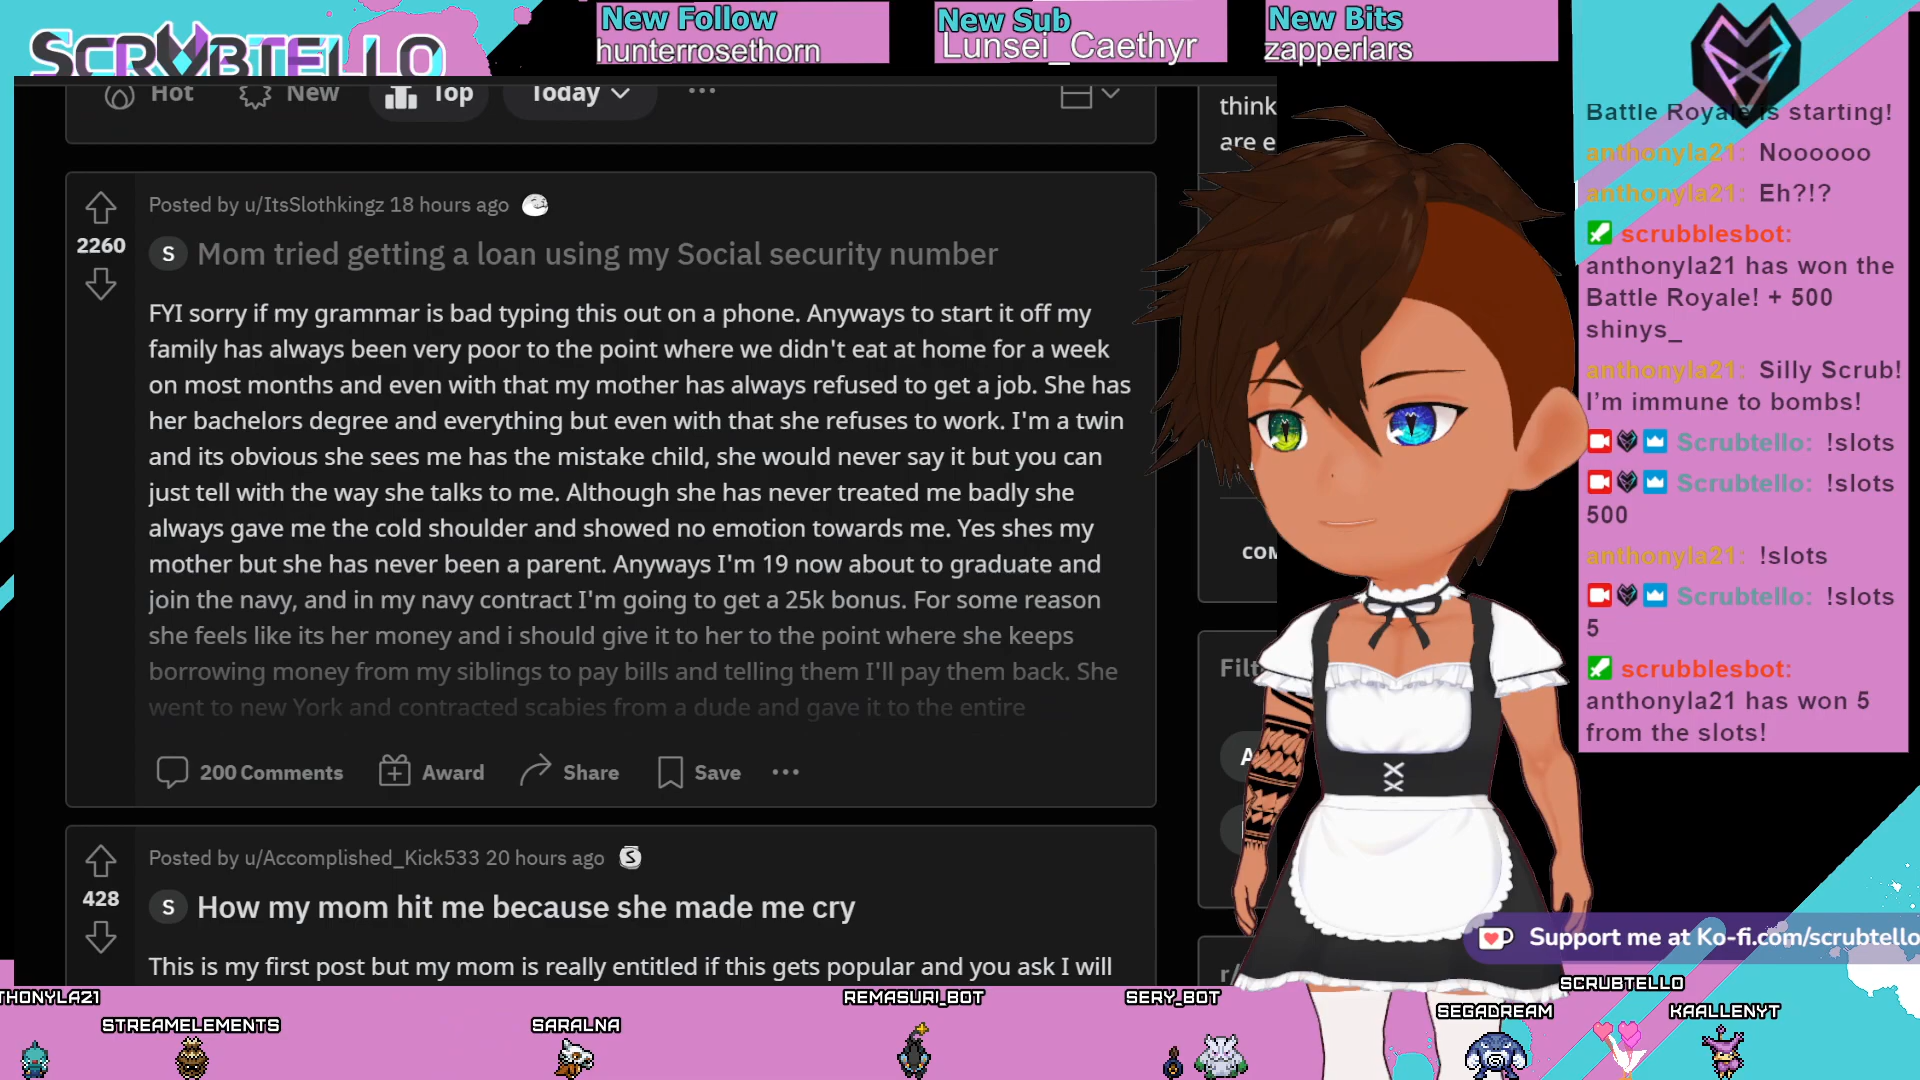 SCRUBTELLO
New Follow
hunterrosethorn
New Sub
Lunsei_Caethyr
New Bits
zapperlars
Hot
New
Top
Today
think
are e
Posted by u/ItsSlothkingz 18 hours ago
2260
S
Mom tried getting a loan using my Social security number
FYI sorry if my grammar is bad typing this out on a phone. Anyways to start it off my
family has always been very poor to the point where we didn't eat at home for a week
on most months and even with that my mother has always refused to get a job. She has
her bachelors degree and everything but even with that she refuses to work. I'm a twin
and its obvious she sees me has the mistake child, she would never say it but you can
just tell with the way she talks to me. Although she has never treated me badly she
always gave me the cold shoulder and showed no emotion towards me. Yes shes my
mother but she has never been a parent. Anyways I'm 19 now about to graduate and
join the navy, and in my navy contract I'm going to get a 25k bonus. For some reason
she feels like its her money and i should give it to her to the point where she keeps
borrowing money from my siblings to pay bills and telling them I'll pay them back. She
went to new York and contracted scabies from a dude and gave it to the entire
200 Comments
Award
Share
Save
COM
Filt
A
Posted by u/Accomplished_Kick533 20 hours ago
428
S
How my mom hit me because she made me cry
This is my first post but my mom is really entitled if this gets popular and you ask I will
r/
Battle Royale is starting!
anthonyla21: Noooooo
anthonyla21: Eh?!?
scrubblesbot:
anthonyla21 has won the
Battle Royale! + 500
shinys_
anthonyla21: Silly Scrub!
I'm immune to bombs!
Scrubtello: !slots
Scrubtello: !slots
500
anthonyla21: !slots
Scrubtello: !slots
5
scrubblesbot:
anthonyla21 has won 5
from the slots!
Support me at Ko-fi.com/scrubtello
THONYLA21
STREAMELEMENTS
SARALNA
REMASURI_BOT
SERY_BOT
SEGADREAM
SCRUBTELLO
KAALLENYT